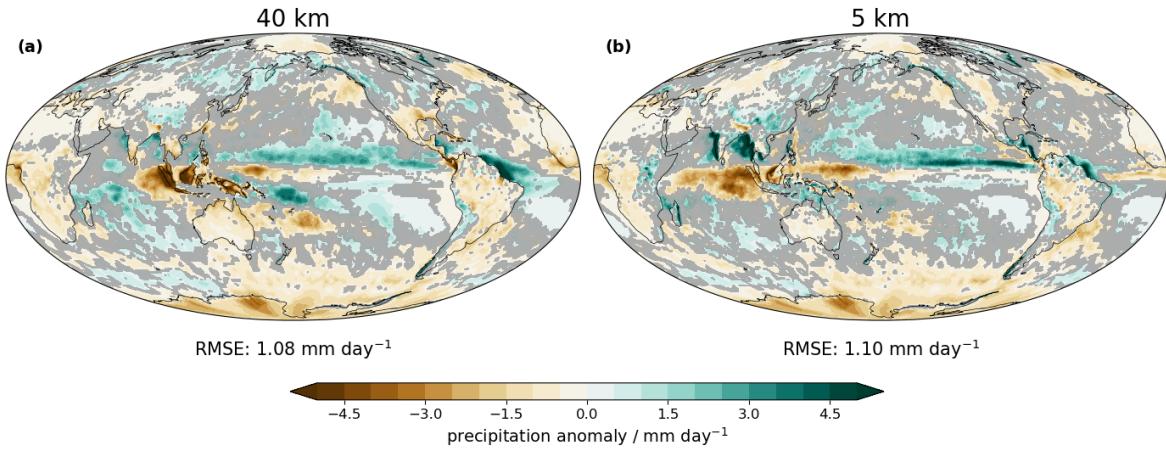 40 km
5 km
(a)
(b)
RMSE: 1.08 mm day⁻¹
RMSE: 1.10 mm day⁻¹
−4.5 −3.0 −1.5 0.0 1.5 3.0 4.5
precipitation anomaly / mm day⁻¹